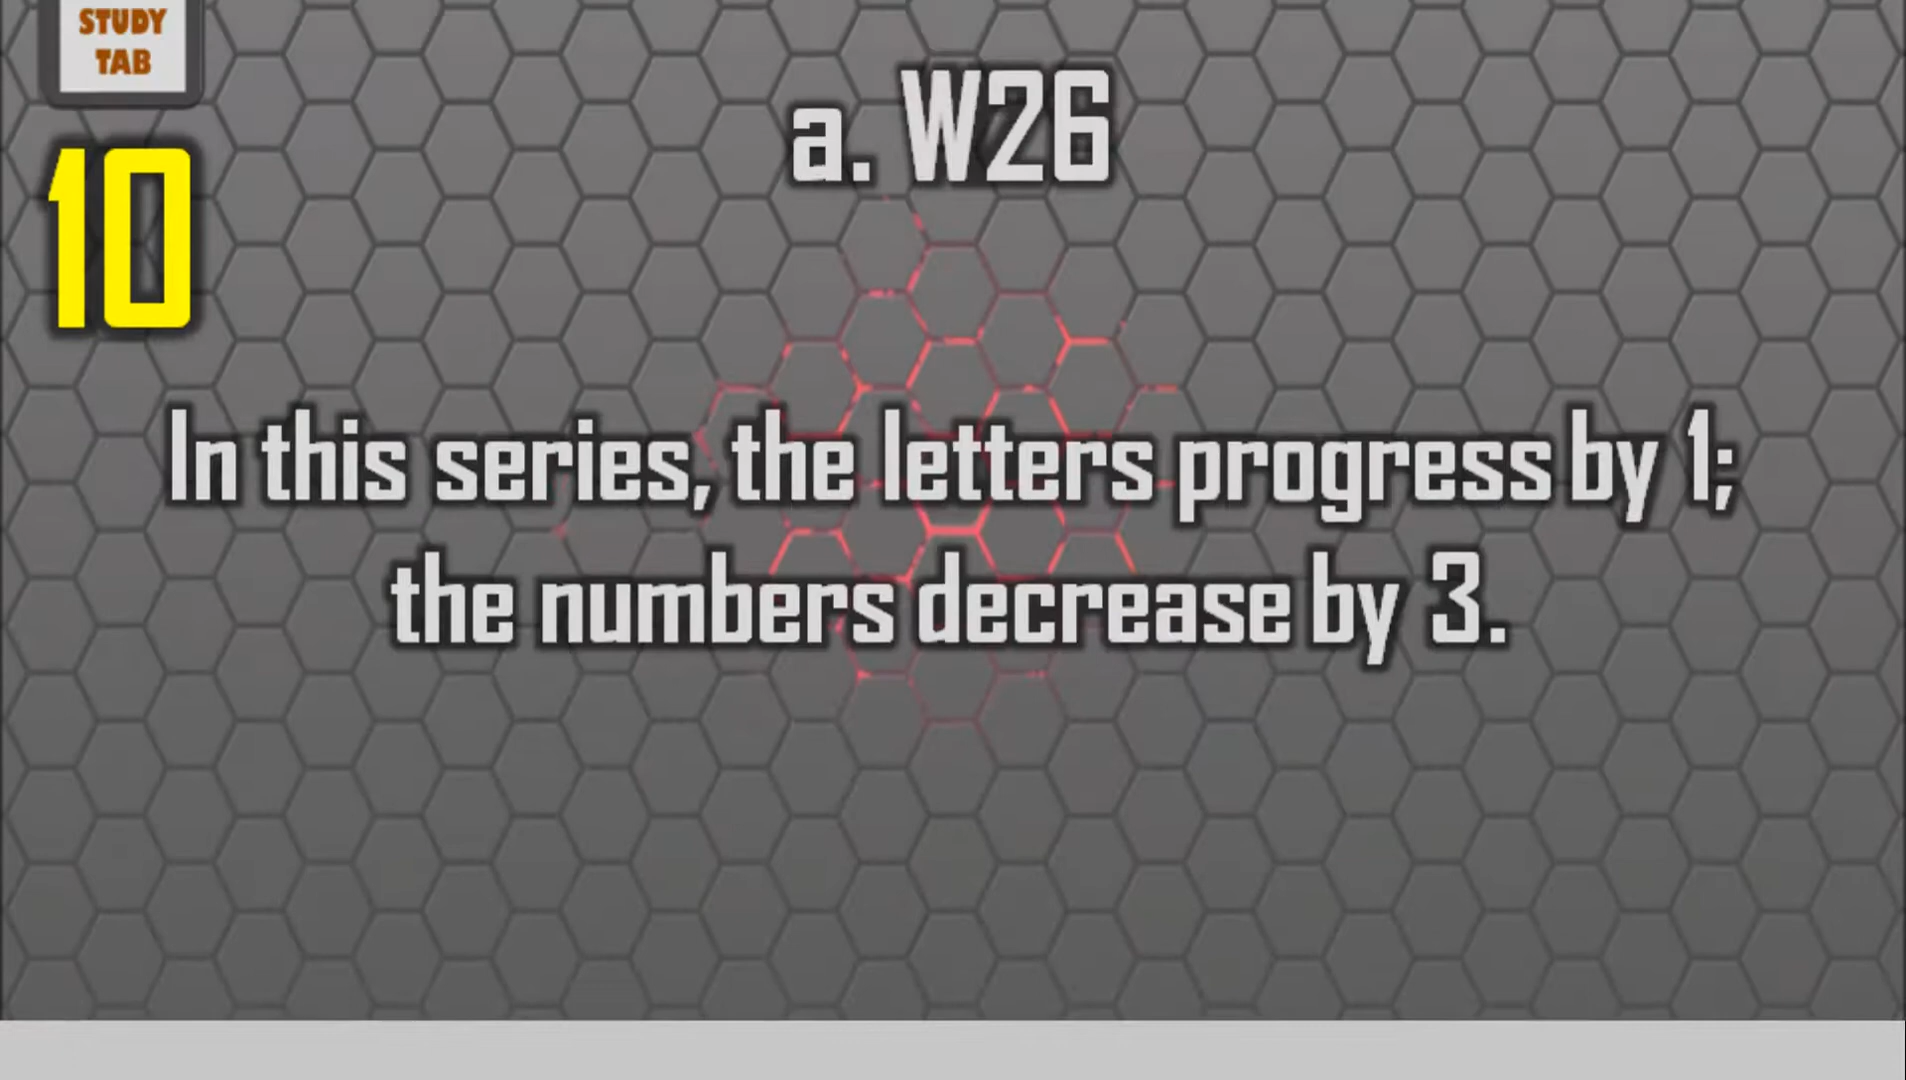 STUDY
TAB
10
a. W26
In this series, the letters progress by 1;
the numbers decrease by 3.